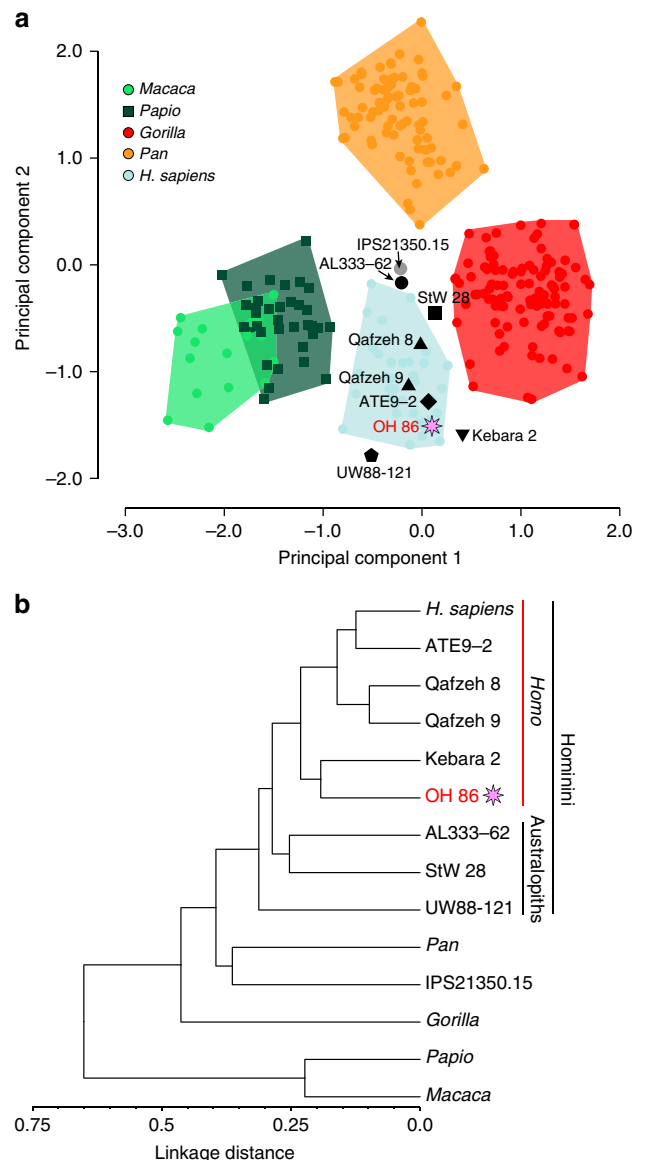 a
2.0
1.0
0.0
–1.0
–2.0
Principal component 2
Macaca
Papio
Gorilla
Pan
H. sapiens
IPS21350.15
AL333–62
StW 28
Qafzeh 8
Qafzeh 9
ATE9–2
OH 86
Kebara 2
UW88-121
–3.0 –2.0 –1.0 0.0 1.0 2.0
Principal component 1
b
H. sapiens
ATE9–2
Qafzeh 8
Qafzeh 9
Kebara 2
OH 86
AL333–62
StW 28
UW88-121
Pan
IPS21350.15
Gorilla
Papio
Macaca
Homo
Australopiths
Hominini
0.75 0.5 0.25 0.0
Linkage distance